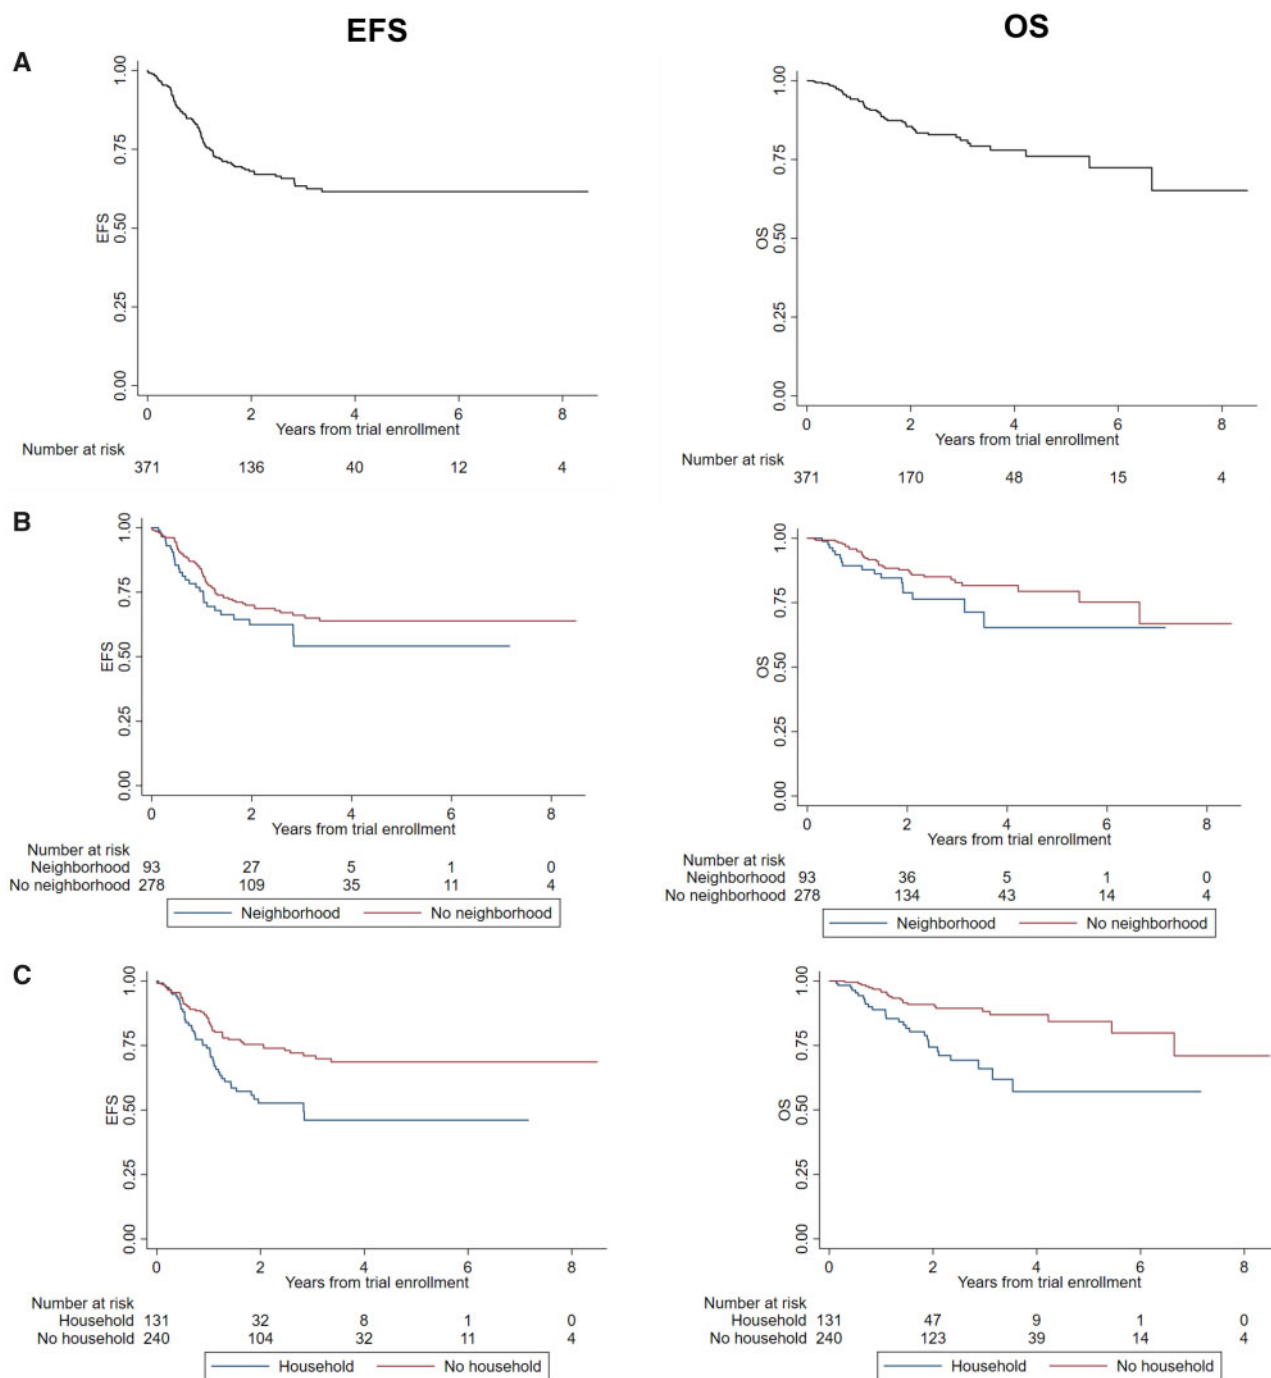 EFS
OS
A
1.00
0.75
0.50
0.25
0.00
EFS
0 2 4 6 8
Years from trial enrollment
Number at risk
371 136 40 12 4
1.00
0.75
0.50
0.25
0.00
OS
0 2 4 6 8
Years from trial enrollment
Number at risk
371 170 48 15 4
B
1.00
0.75
0.50
0.25
0.00
EFS
0 2 4 6 8
Years from trial enrollment
Number at risk
Neighborhood 93 27 5 1 0
No neighborhood 278 109 35 11 4
Neighborhood No neighborhood
1.00
0.75
0.50
0.25
0.00
OS
0 2 4 6 8
Years from trial enrollment
Number at risk
Neighborhood 93 36 5 1 0
No neighborhood 278 134 43 14 4
Neighborhood No neighborhood
C
1.00
0.75
0.50
0.25
0.00
EFS
0 2 4 6 8
Years from trial enrollment
Number at risk
Household 131 32 8 1 0
No household 240 104 32 11 4
Household No household
1.00
0.75
0.50
0.25
0.00
OS
0 2 4 6 8
Years from trial enrollment
Number at risk
Household 131 47 9 1 0
No household 240 123 39 14 4
Household No household